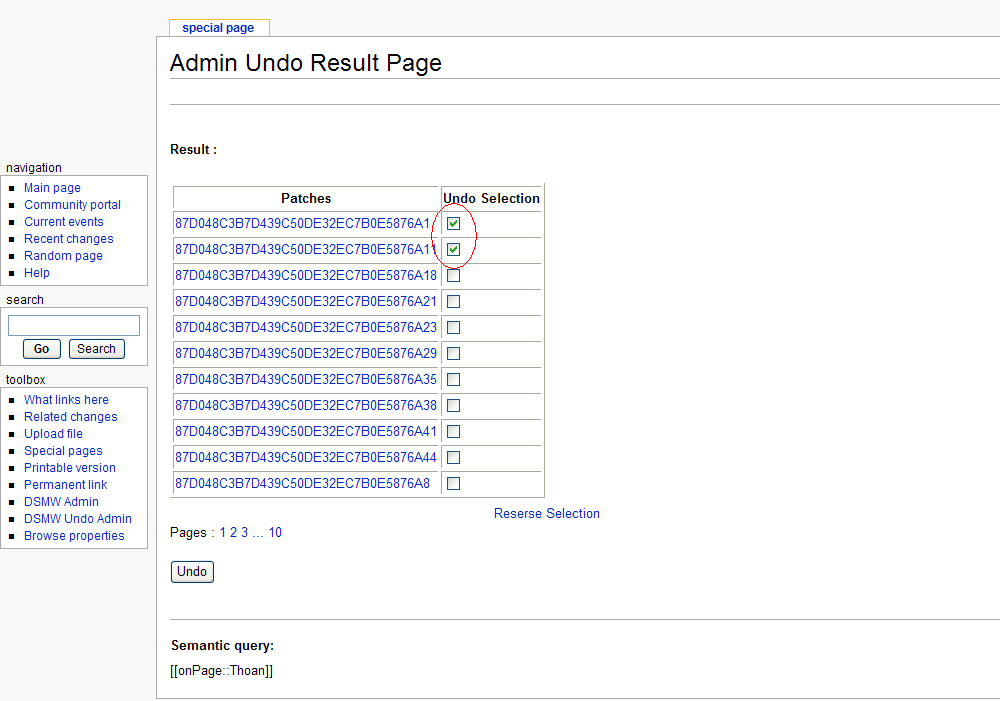 special page
Admin Undo Result Page
Result :
Patches Undo Selection
87D048C3B7D439C50DE32EC7B0E5876A1
87D048C3B7D439C50DE32EC7B0E5876A11
87D048C3B7D439C50DE32EC7B0E5876A18
87D048C3B7D439C50DE32EC7B0E5876A21
87D048C3B7D439C50DE32EC7B0E5876A23
87D048C3B7D439C50DE32EC7B0E5876A29
87D048C3B7D439C50DE32EC7B0E5876A35
87D048C3B7D439C50DE32EC7B0E5876A38
87D048C3B7D439C50DE32EC7B0E5876A41
87D048C3B7D439C50DE32EC7B0E5876A44
87D048C3B7D439C50DE32EC7B0E5876A8
Reserse Selection
Pages : 1 2 3 ... 10
Undo
Semantic query:
[[onPage::Thoan]]
navigation
Main page
Community portal
Current events
Recent changes
Random page
Help
search
Go Search
toolbox
What links here
Related changes
Upload file
Special pages
Printable version
Permanent link
DSMW Admin
DSMW Undo Admin
Browse properties